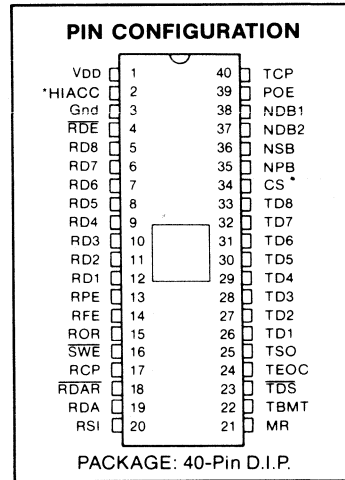 PIN CONFIGURATION
VDD 1 40 TCP
*HIACC 2 39 POE
Gnd 3 38 NDB1
R̅D̅E̅ 4 37 NDB2
RD8 5 36 NSB
RD7 6 35 NPB
RD6 7 34 CS*
RD5 8 33 TD8
RD4 9 32 TD7
RD3 10 31 TD6
RD2 11 30 TD5
RD1 12 29 TD4
RPE 13 28 TD3
RFE 14 27 TD2
ROR 15 26 TD1
S̅W̅E̅ 16 25 TSO
RCP 17 24 TEOC
R̅D̅A̅R̅ 18 23 T̅D̅S̅
RDA 19 22 TBMT
RSI 20 21 MR
PACKAGE: 40-Pin D.I.P.